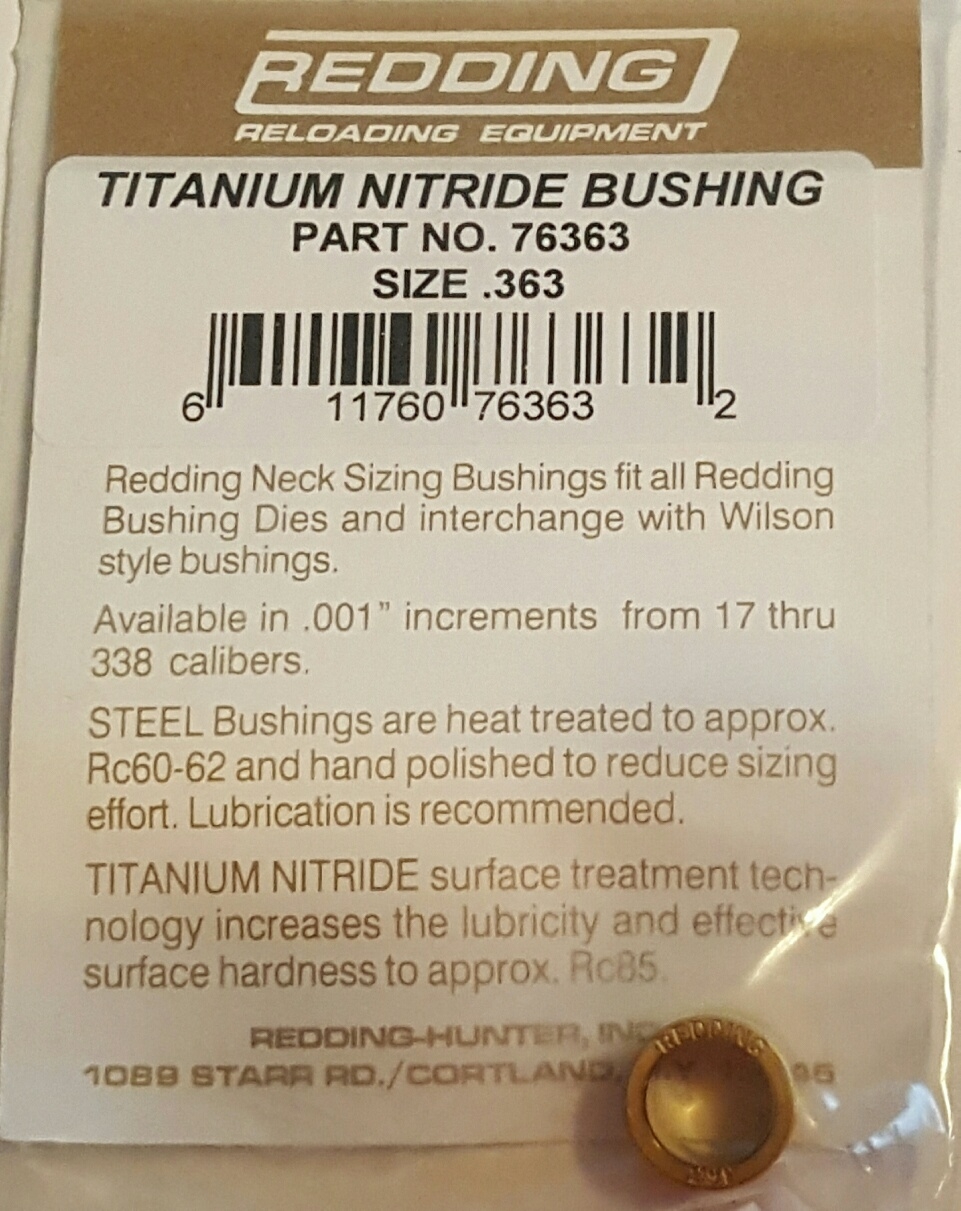 REDDING
RELOADING EQUIPMENT
TITANIUM NITRIDE BUSHING
PART NO. 76363
SIZE .363
6 11760 76363 2
Redding Neck Sizing Bushings fit all Redding
Bushing Dies and interchange with Wilson
style bushings.
Available in .001" increments from 17 thru
338 calibers.
STEEL Bushings are heat treated to approx.
Rc60-62 and hand polished to reduce sizing
effort. Lubrication is recommended.
TITANIUM NITRIDE surface treatment tech-
nology increases the lubricity and effective
surface hardness to approx. Rc85.
REDDING-HUNTER,
1089 STARR RD./CORTLAND,
REDDING